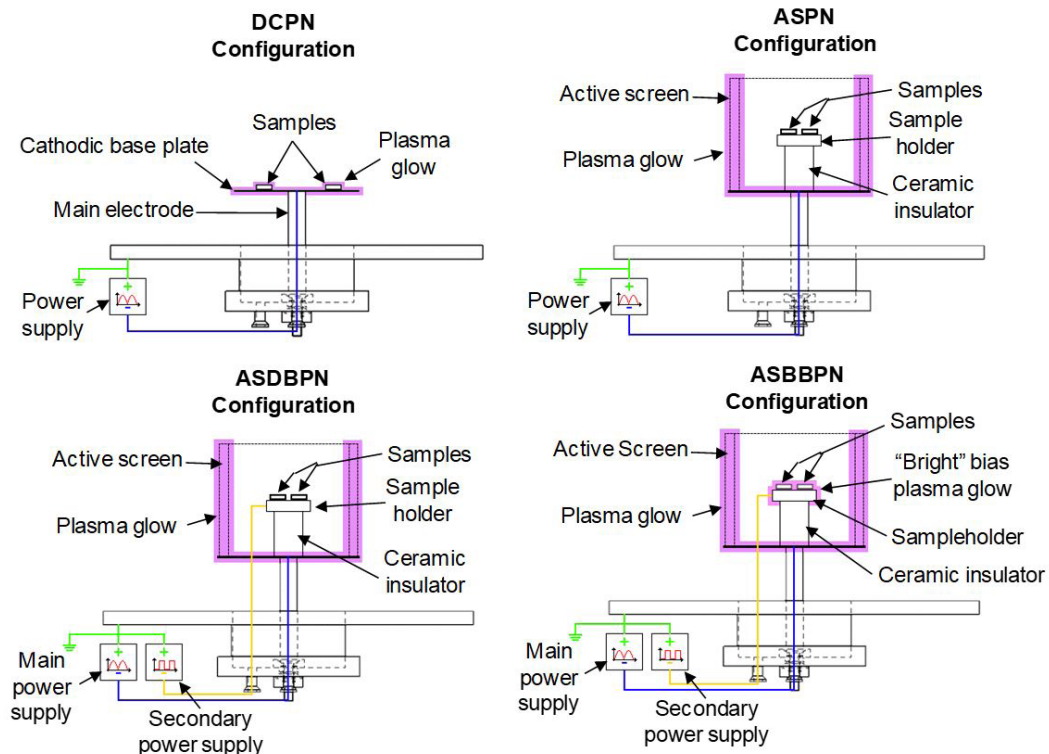 DCPN
Configuration
Samples
Cathodic base plate
Plasma
glow
Main electrode
+
-
Power
supply
ASPN
Configuration
Active screen
Samples
Sample
holder
Plasma glow
Ceramic
insulator
+
-
Power
supply
ASDBPN
Configuration
Active screen
Samples
Sample
holder
Plasma glow
Ceramic
insulator
+
+
-
-
Main
power
supply
Secondary
power supply
ASBBPN
Configuration
Samples
Active Screen
“Bright” bias
plasma glow
Plasma glow
Sampleholder
Ceramic insulator
+
+
-
-
Main
power
supply
Secondary
power supply